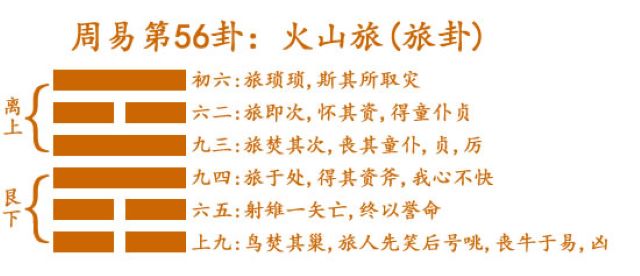 周易第56卦：火山旅(旅卦)
离上
初六:旅琐琐,斯其所取灾
六二:旅即次,怀其资,得童仆贞
九三:旅焚其次,丧其童仆,贞,厉
艮下
九四:旅于处,得其资斧,我心不快
六五:射雉一矢亡,终以誉命
上九:鸟焚其巢,旅人先笑后号咷,丧牛于易,凶